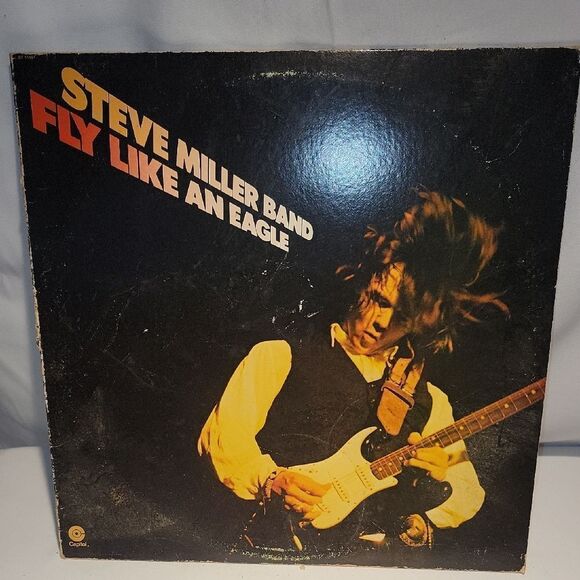 STEVE MILLER BAND
FLY LIKE AN EAGLE
Capitol